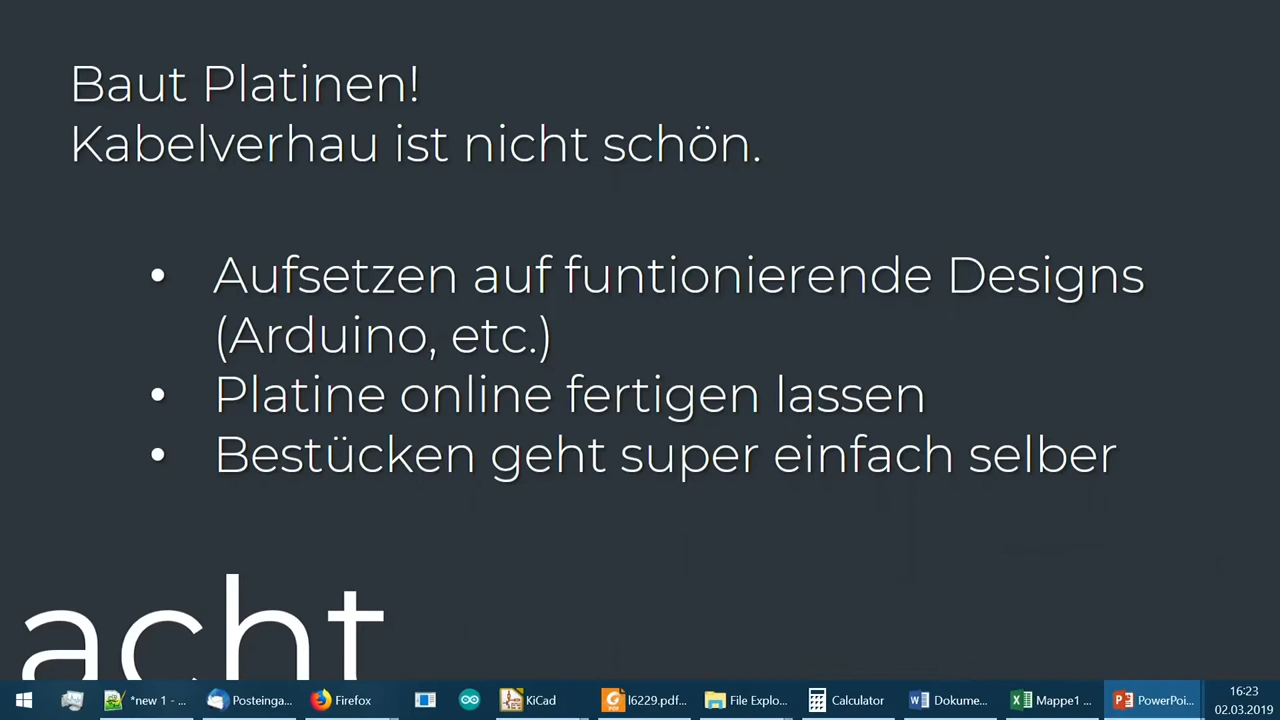 Baut Platinen!
Kabelverhau ist nicht schön.
• Aufsetzen auf funtionierende Designs
(Arduino, etc.)
• Platine online fertigen lassen
• Bestücken geht super einfach selber
acht
*new 1 - ... Posteinga... Firefox KiCad l6229.pdf... File Explo... Calculator Dokume... Mappe1 ... PowerPoi... 16:23
02.03.2019